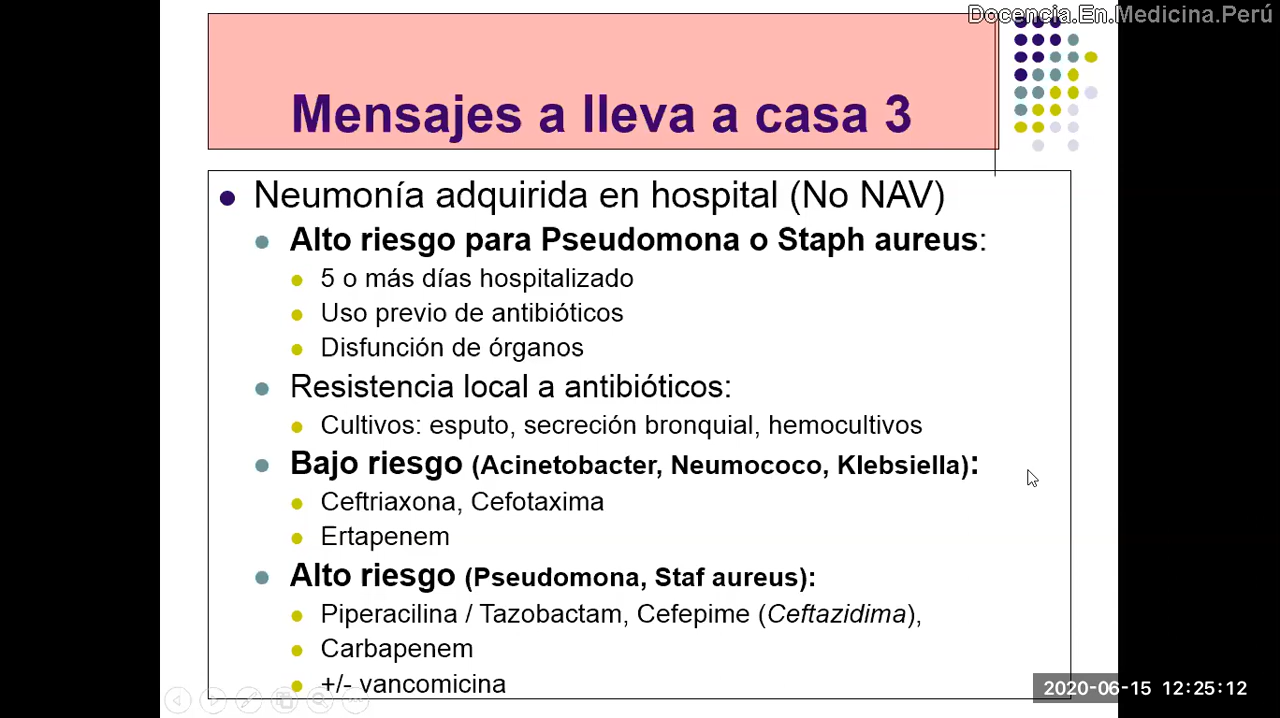 Docencia.En.Medicina.Perú
Mensajes a lleva a casa 3
Neumonía adquirida en hospital (No NAV)
Alto riesgo para Pseudomona o Staph aureus:
5 o más días hospitalizado
Uso previo de antibióticos
Disfunción de órganos
Resistencia local a antibióticos:
Cultivos: esputo, secreción bronquial, hemocultivos
Bajo riesgo (Acinetobacter, Neumococo, Klebsiella):
Ceftriaxona, Cefotaxima
Ertapenem
Alto riesgo (Pseudomona, Staf aureus):
Piperacilina / Tazobactam, Cefepime (Ceftazidima),
Carbapenem
+/- vancomicina
2020-06-15 12:25:12